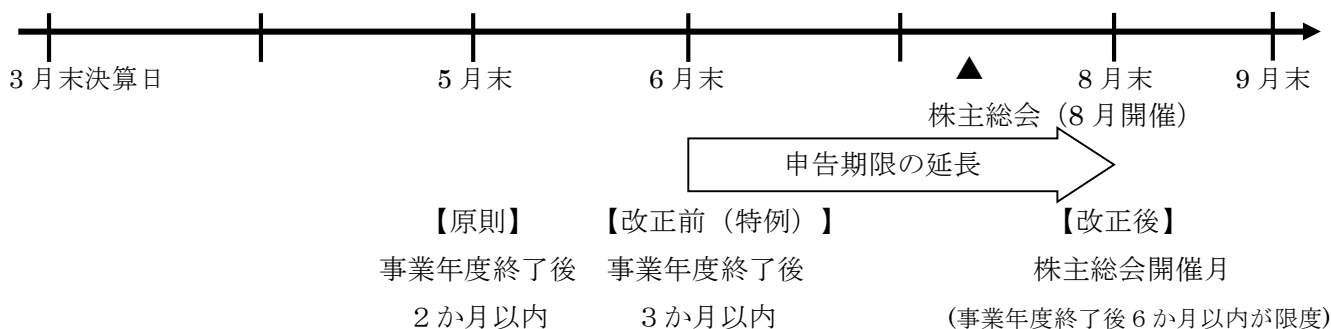 3月末決算日 5月末 6月末 8月末 9月末
▲
株主総会（8月開催）
申告期限の延長
【原則】 【改正前（特例）】 【改正後】
事業年度終了後 事業年度終了後 株主総会開催月
２か月以内 ３か月以内 (事業年度終了後６か月以内が限度)